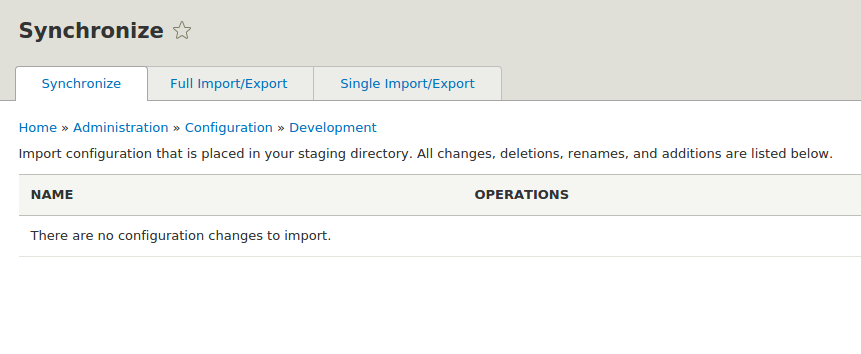 Synchronize
Synchronize Full Import/Export Single Import/Export
Home » Administration » Configuration » Development
Import configuration that is placed in your staging directory. All changes, deletions, renames, and additions are listed below.
NAME OPERATIONS
There are no configuration changes to import.